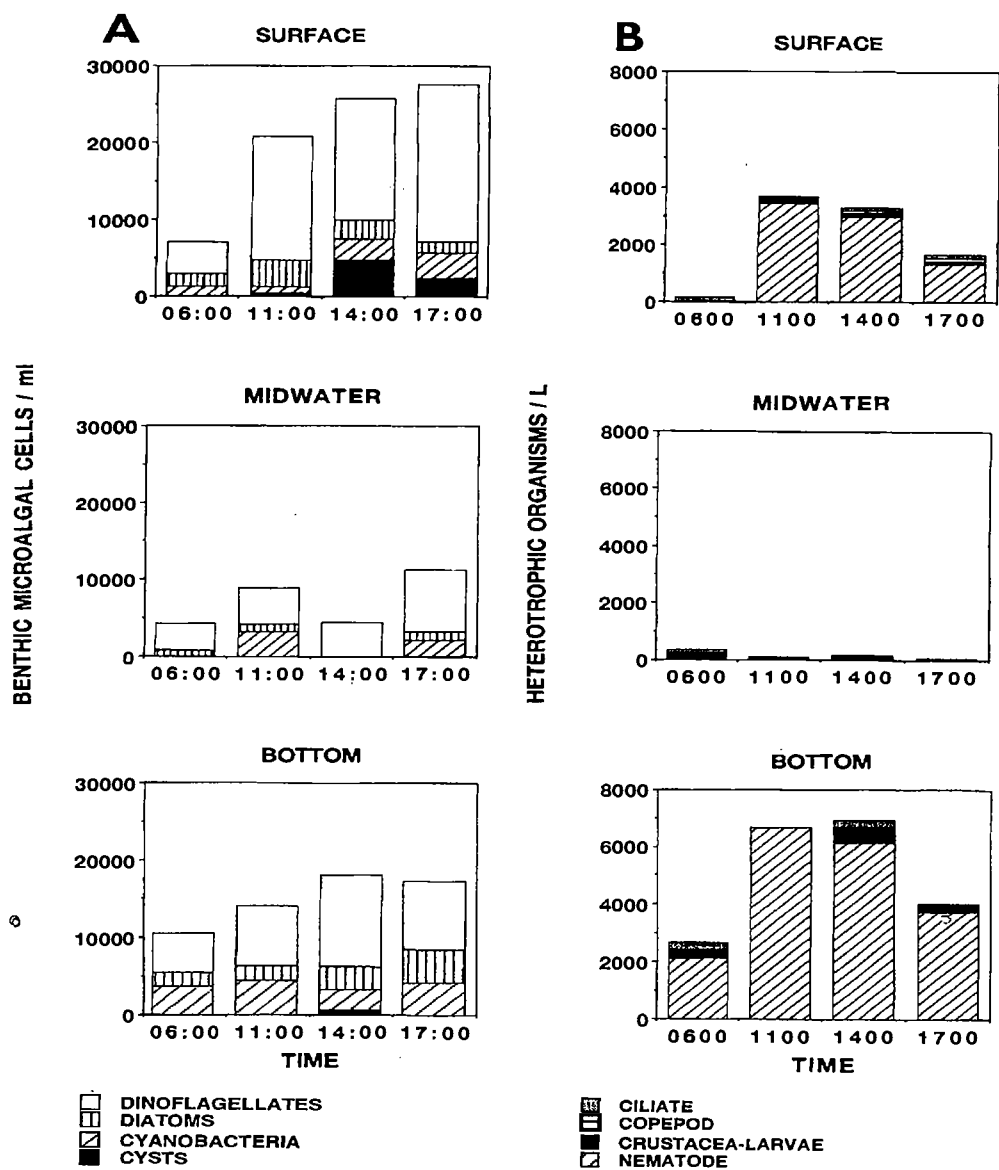 A
SURFACE
30000
20000
10000
0
06:00 11:00 14:00 17:00
MIDWATER
30000
20000
10000
0
06:00 11:00 14:00 17:00
BOTTOM
30000
20000
10000
0
06:00 11:00 14:00 17:00
TIME
BENTHIC MICROALGAL CELLS / ml
DINOFLAGELLATES
DIATOMS
CYANOBACTERIA
CYSTS
B
SURFACE
8000
6000
4000
2000
0
0600 1100 1400 1700
MIDWATER
8000
6000
4000
2000
0
0600 1100 1400 1700
BOTTOM
8000
6000
4000
2000
0
0600 1100 1400 1700
TIME
HETEROTROPHIC ORGANISMS / L
CILIATE
COPEPOD
CRUSTACEA-LARVAE
NEMATODE